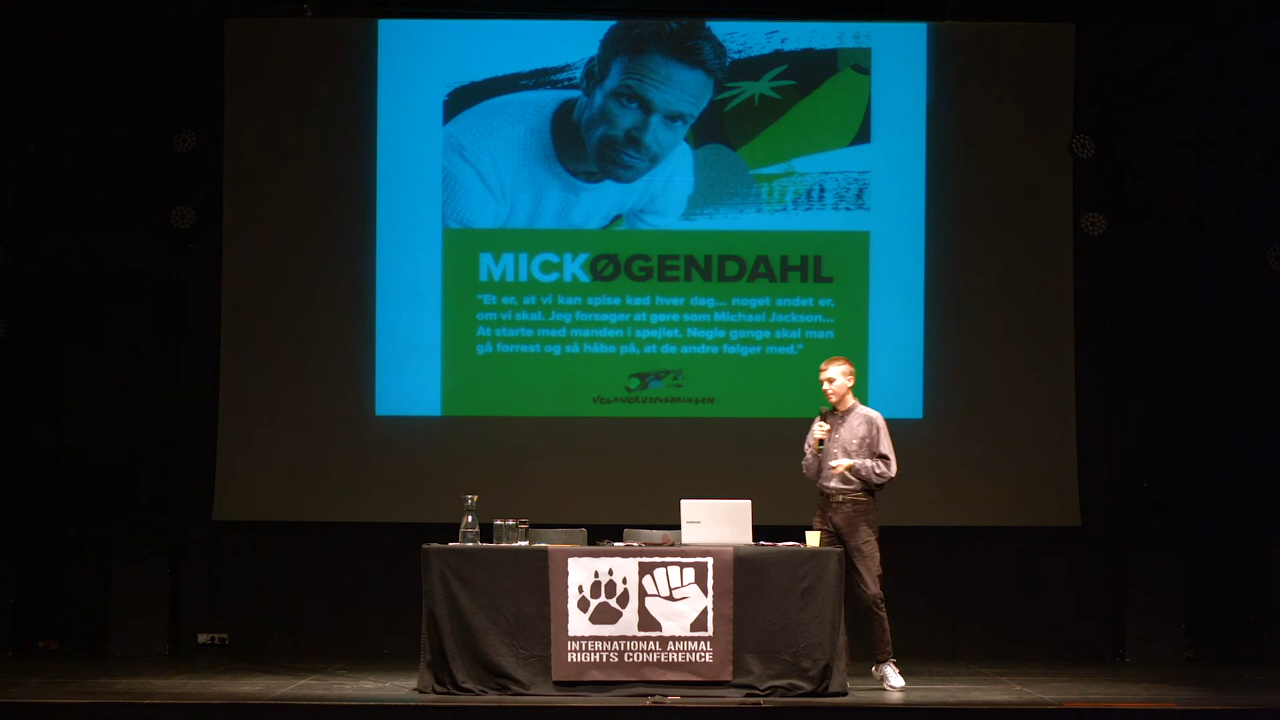 MICKØGENDAHL
"Et er, at vi kan spise kød hver dag... noget andet er,
om vi skal. Jeg forsøger at gøre som Michael Jackson...
At starte med manden i spejlet. Nogle gange skal man
gå forrest og så håbe på, at de andre følger med."
VEGANERUDFORDRINGEN
SAMSUNG
INTERNATIONAL ANIMAL
RIGHTS CONFERENCE